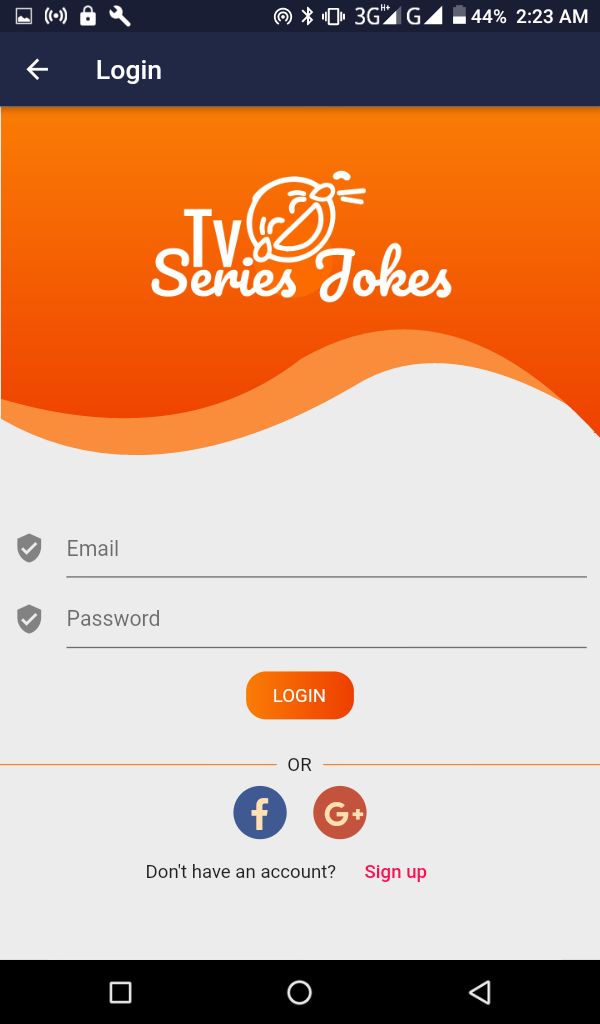 3G H+ G 44% 2:23 AM
Login
Tv
Series Jokes
Email
Password
LOGIN
OR
f G+
Don't have an account? Sign up